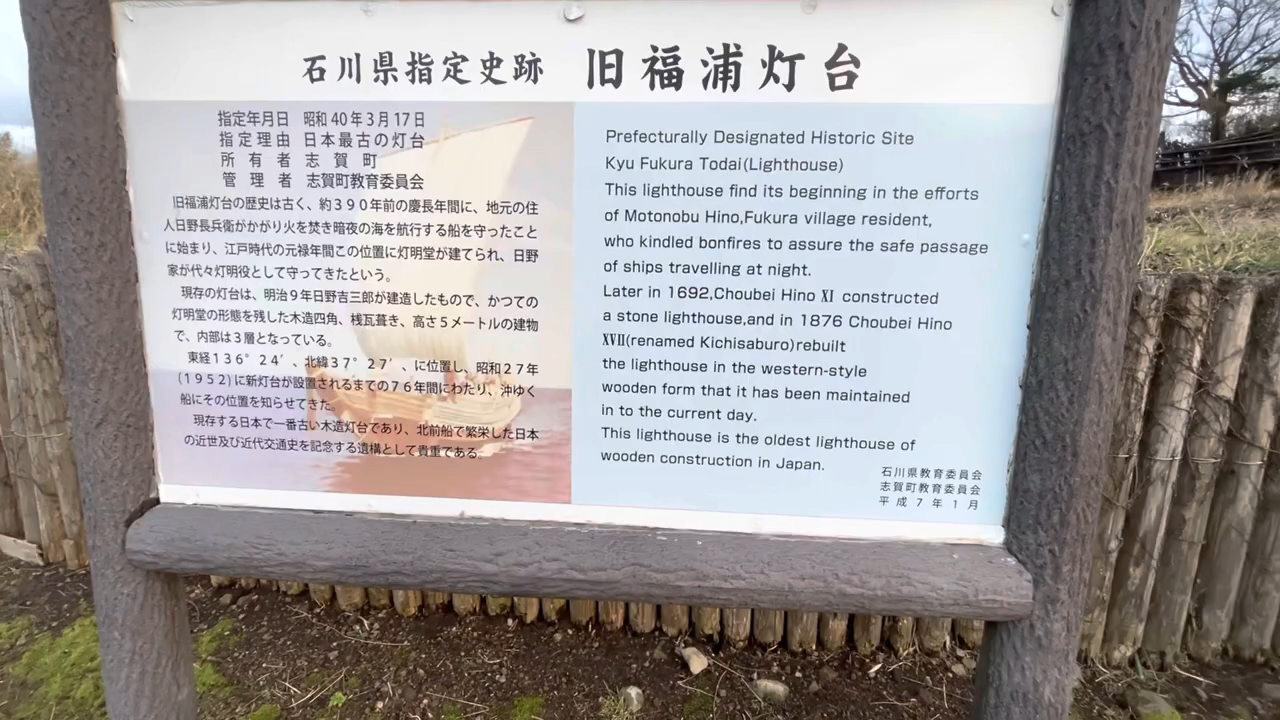 石川県指定史跡 旧福浦灯台
指定年月日 昭和40年3月17日
指定理由 日本最古の灯台
所有者 志賀町
管理者 志賀町教育委員会
旧福浦灯台の歴史は古く、約390年前の慶長年間に、地元の住
人日野長兵衛がかがり火を焚き暗夜の海を航行する船を守ったこと
に始まり、江戸時代の元禄年間この位置に灯明堂が建てられ、日野
家が代々灯明役として守ってきたという。
現存の灯台は、明治9年日野吉三郎が建造したもので、かつての
灯明堂の形態を残した木造四角、桟瓦葺き、高さ5メートルの建物
で、内部は3層となっている。
東経136°24′、北緯37°27′、に位置し、昭和27年
(1952)に新灯台が設置されるまでの76年間にわたり、沖ゆく
船にその位置を知らせてきた。
現存する日本で一番古い木造灯台であり、北前船で繁栄した日本
の近世及び近代交通史を記念する遺構として貴重である。
Prefecturally Designated Historic Site
Kyu Fukura Todai(Lighthouse)
This lighthouse find its beginning in the efforts
of Motonobu Hino,Fukura village resident,
who kindled bonfires to assure the safe passage
of ships travelling at night.
Later in 1692,Choubei Hino XI constructed
a stone lighthouse,and in 1876 Choubei Hino
XVII(renamed Kichisaburo)rebuilt
the lighthouse in the western-style
wooden form that it has been maintained
in to the current day.
This lighthouse is the oldest lighthouse of
wooden construction in Japan.
石川県教育委員会
志賀町教育委員会
平成7年1月